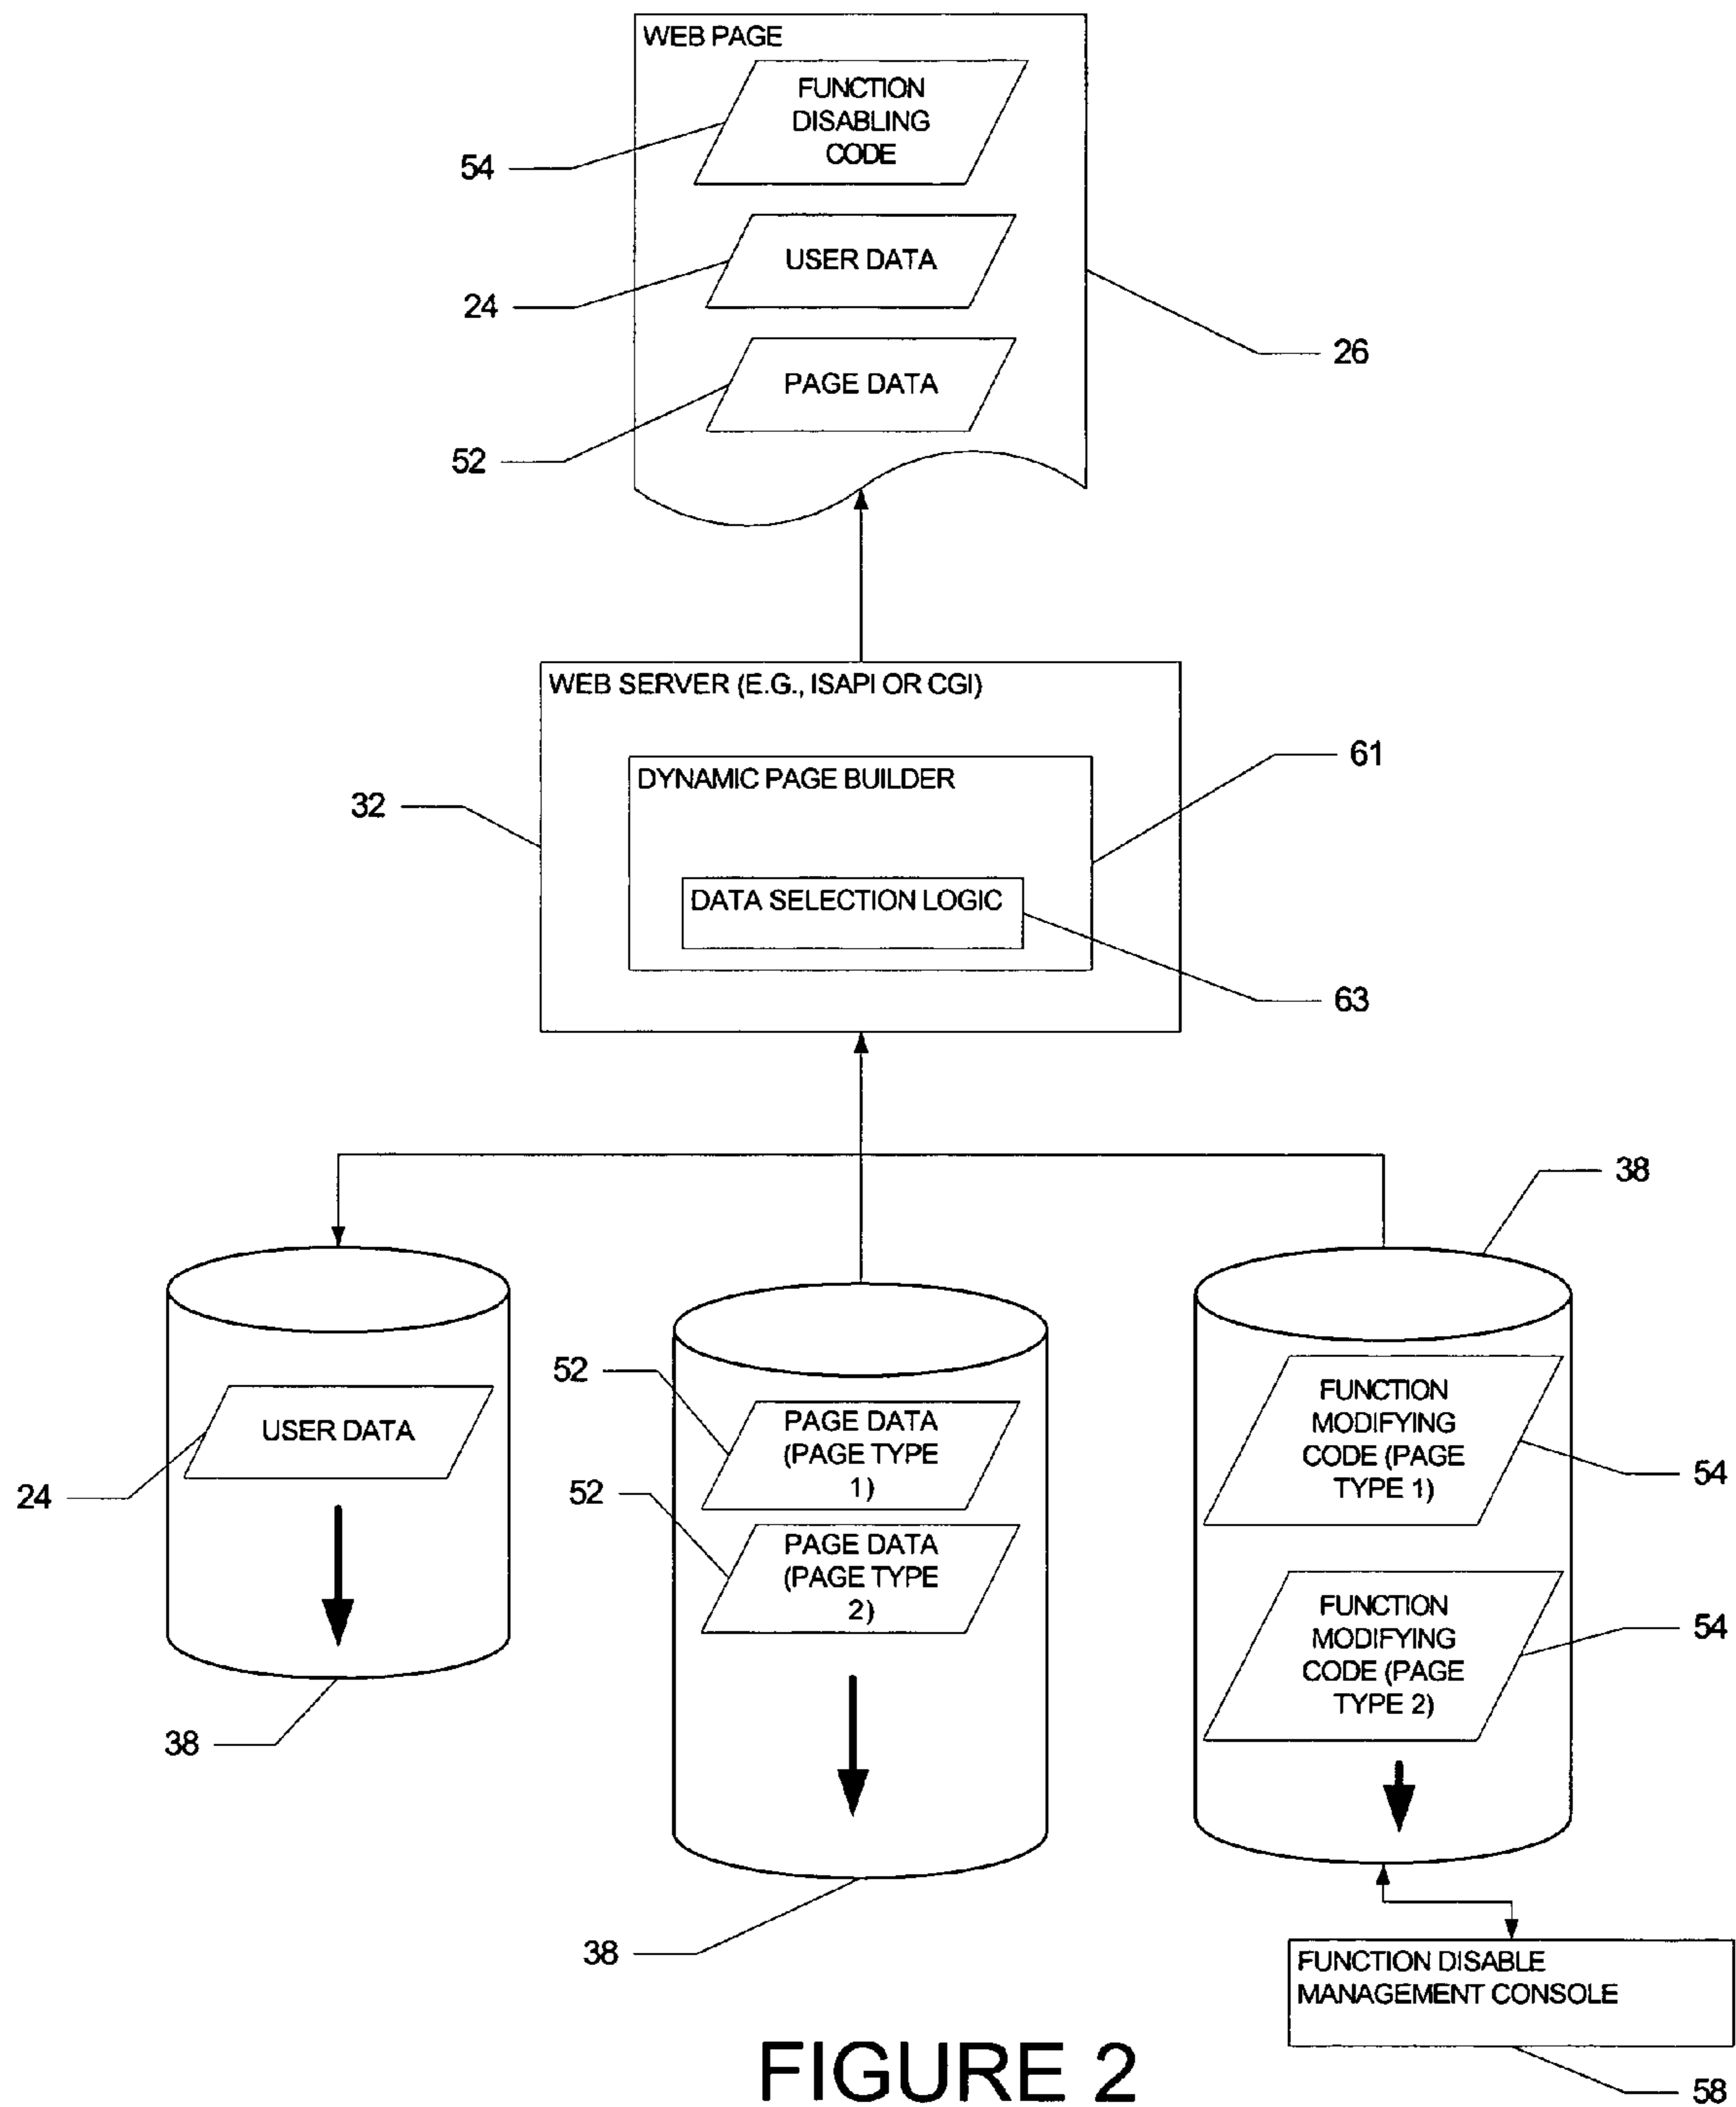 WEB PAGE
FUNCTION
DISABLING
CODE
54
USER DATA
24
26
PAGE DATA
52
WEB SERVER (E.G., ISAPI OR CGI)
61
DYNAMIC PAGE BUILDER
32
DATA SELECTION LOGIC
63
38
52
FUNCTION
MODIFYING
CODE (PAGE
TYPE 1)
USER DATA
PAGE DATA
(PAGE TYPE
1)
54
24
52
PAGE DATA
(PAGE TYPE
2)
FUNCTION
MODIFYING
CODE (PAGE
TYPE 2)
54
38
38
FUNCTION DISABLE
MANAGEMENT CONSOLE
58
FIGURE 2